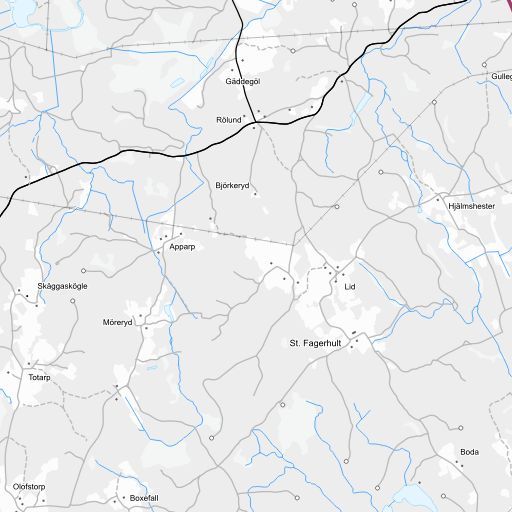 Gäddegöl
Gulleg
Rölund
Björkeryd
Hjälmshester
Apparp
Skäggaskögle
Lid
Möreryd
St. Fagerhult
Totarp
Boda
Olofstorp
Boxefall